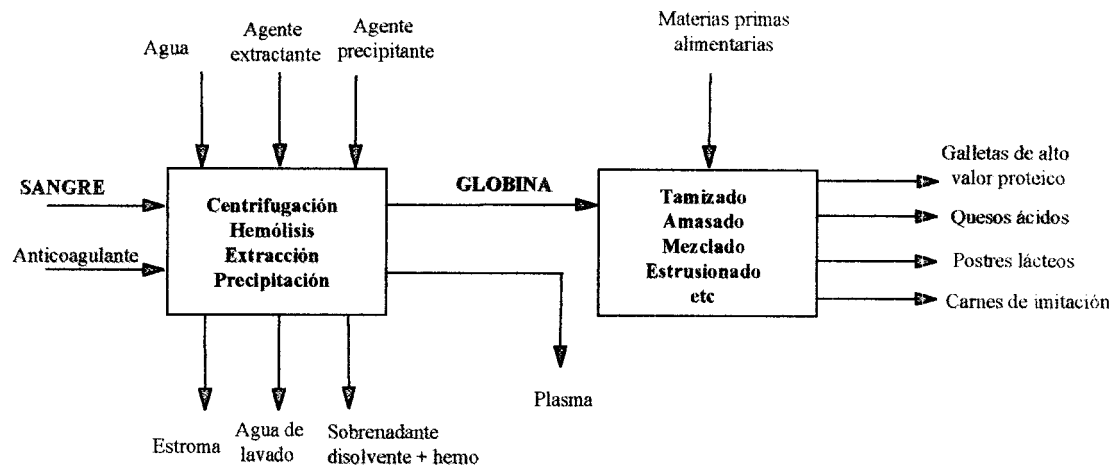 Agua
Agente
extractante
Agente
precipitante
Materias primas
alimentarias
SANGRE
Anticoagulante
Centrifugación
Hemólisis
Extracción
Precipitación
GLOBINA
Tamizado
Amasado
Mezclado
Estrusionado
etc
Galletas de alto
valor proteico
Quesos ácidos
Postres lácteos
Carnes de imitación
Plasma
Estroma
Agua de
lavado
Sobrenadante
disolvente + hemo